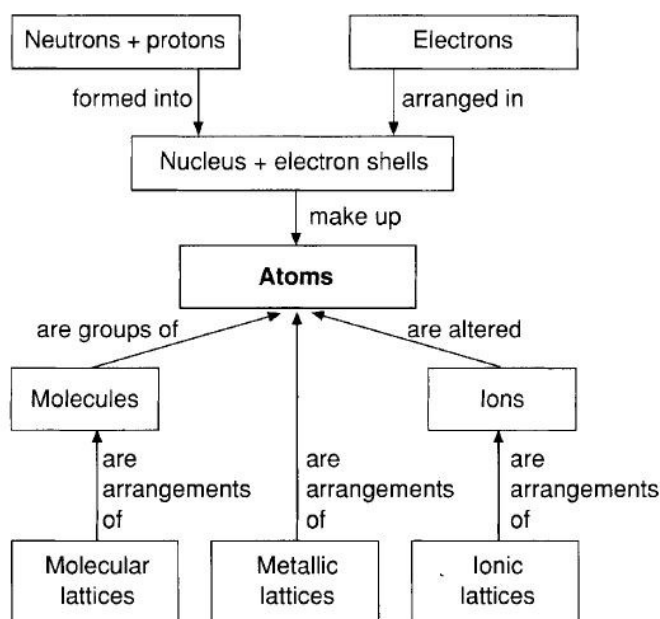 Neutrons + protons
Electrons
formed into
arranged in
Nucleus + electron shells
make up
Atoms
are groups of
are altered
Molecules
Ions
are
arrangements
of
are
arrangements
of
are
arrangements
of
Molecular
lattices
Metallic
lattices
Ionic
lattices